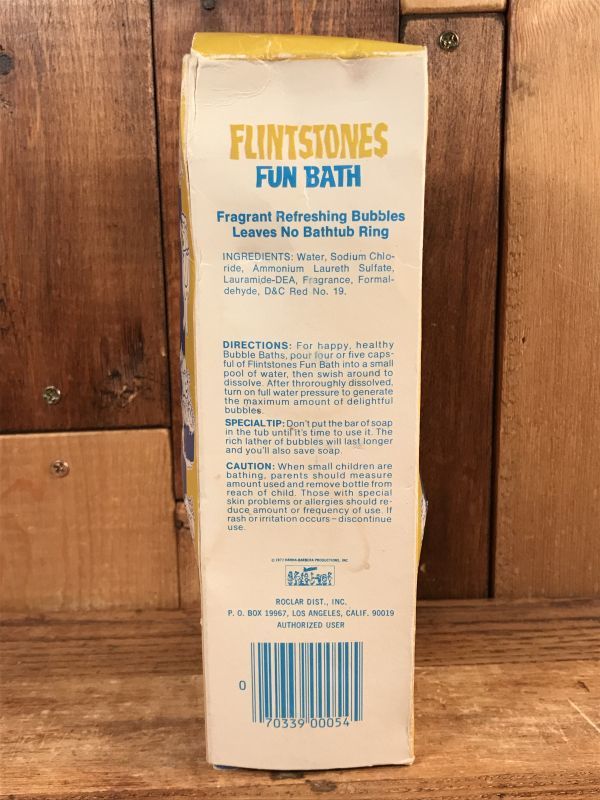 FLINTSTONES
FUN BATH
Fragrant Refreshing Bubbles
Leaves No Bathtub Ring
INGREDIENTS: Water, Sodium Chlo-
ride, Ammonium Laureth Sulfate,
Lauramide-DEA, Fragrance, Formal-
dehyde, D&C Red No. 19.
DIRECTIONS: For happy, healthy
Bubble Baths, pour four or five caps-
ful of Flintstones Fun Bath into a small
pool of water, then swish around to
dissolve. After throroughly dissolved,
turn on full water pressure to generate
the maximum amount of delightful
bubbles.
SPECIAL TIP: Don't put the bar of soap
in the tub until it's time to use it. The
rich lather of bubbles will last longer
and you'll also save soap.
CAUTION: When small children are
bathing, parents should measure
amount used and remove bottle from
reach of child. Those with special
skin problems or allergies should re-
duce amount or frequency of use. If
rash or irritation occurs–discontinue
use.
© 1977 HANNA-BARBERA PRODUCTIONS, INC
ROCLAR DIST., INC.
P. O. BOX 19967, LOS ANGELES, CALIF. 90019
AUTHORIZED USER
0
70339 00054